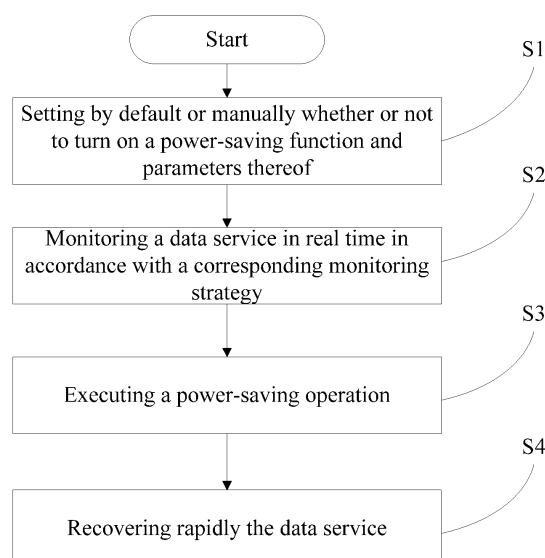 Start
S1
Setting by default or manually whether or not
to turn on a power-saving function and
parameters thereof
S2
Monitoring a data service in real time in
accordance with a corresponding monitoring
strategy
S3
Executing a power-saving operation
S4
Recovering rapidly the data service